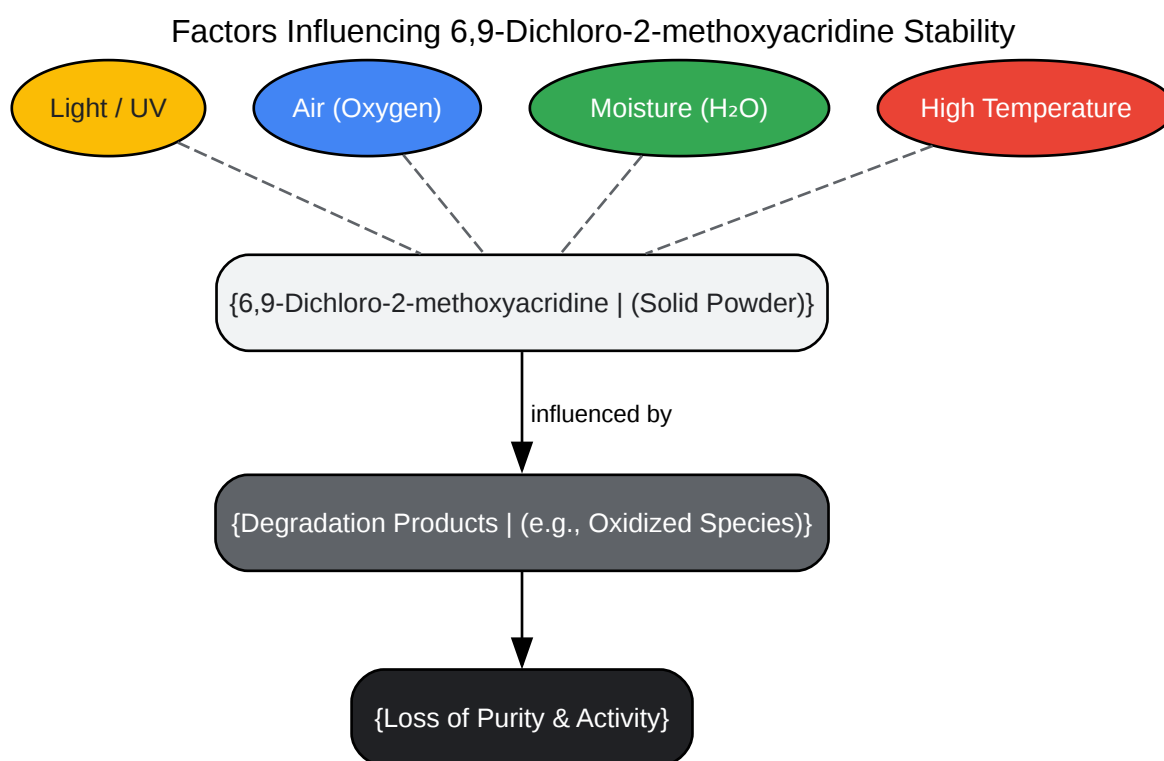 Factors Influencing 6,9-Dichloro-2-methoxyacridine Stability
Light / UV
Air (Oxygen)
Moisture (H₂O)
High Temperature
{6,9-Dichloro-2-methoxyacridine | (Solid Powder)}
influenced by
{Degradation Products | (e.g., Oxidized Species)}
{Loss of Purity & Activity}